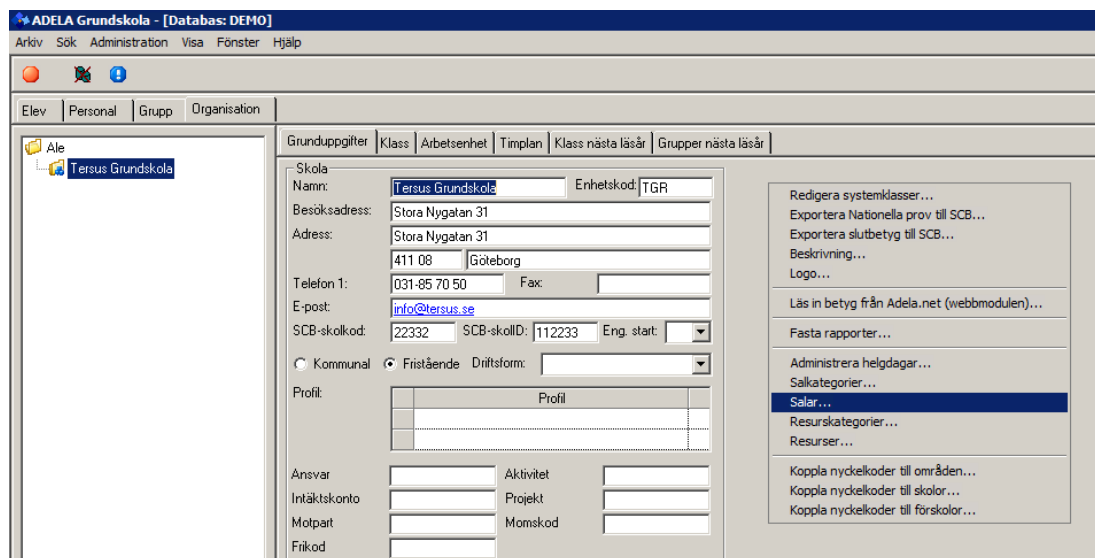 ADELA Grundskola - [Databas: DEMO]
Arkiv Sök Administration Visa Fönster Hjälp
Elev Personal Grupp Organisation
Ale
Tersus Grundskola
Grunduppgifter Klass Arbetsenhet Timplan Klass nästa läsår Grupper nästa läsår
Skola
Namn: Tersus Grundskola Enhetskod: TGR
Besöksadress: Stora Nygatan 31
Adress: Stora Nygatan 31
411 08 Göteborg
Telefon 1: 031-85 70 50 Fax:
E-post: info@tersus.se
SCB-skolkod: 22332 SCB-skolID: 112233 Eng. start:
Kommunal Fristående Driftsform:
Profil: Profil
Ansvar Aktivitet
Intäktskonto Projekt
Motpart Momskod
Frikod
Redigera systemklasser...
Exportera Nationella prov till SCB...
Exportera slutbetyg till SCB...
Beskrivning...
Logo...
Läs in betyg från Adela.net (webbmodulen)...
Fasta rapporter...
Administrera helgdagar...
Salkategorier...
Salar...
Resurskategorier...
Resurser...
Koppla nyckelkoder till områden...
Koppla nyckelkoder till skolor...
Koppla nyckelkoder till förskolor...